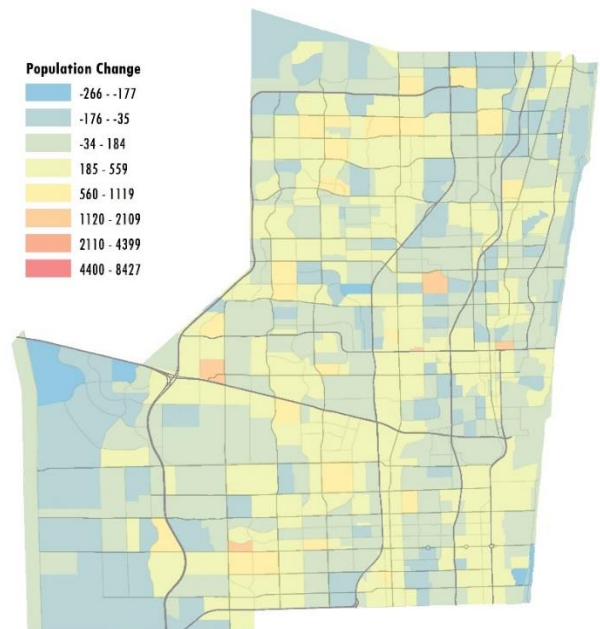 Population Change
-266 - -177
-176 - -35
-34 - 184
185 - 559
560 - 1119
1120 - 2109
2110 - 4399
4400 - 8427